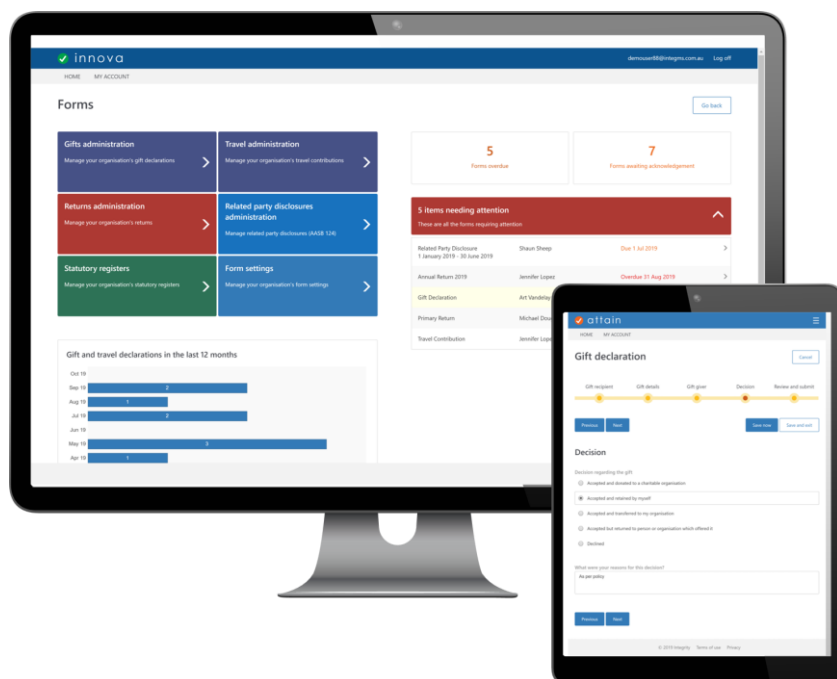 innova
demouser88@integms.com.au Log off
HOME MY ACCOUNT
Forms
Go back
Gifts administration
Manage your organisation's gift declarations
Travel administration
Manage your organisation's travel contributions
Returns administration
Manage your organisation's returns
Related party disclosures
administration
Manage related party disclosures (AASB 124)
Statutory registers
Manage your organisation's statutory registers
Form settings
Manage your organisation's form settings
5
Forms overdue
7
Forms awaiting acknowledgement
5 items needing attention
These are all the forms requiring attention
Related Party Disclosure
1 January 2019 - 30 June 2019
Shaun Sheep
Due 1 Jul 2019
Annual Return 2019
Jennifer Lopez
Overdue 31 Aug 2019
Gift Declaration
Art Vandelay
Primary Return
Michael
Travel Contribution
Jennifer
Gift and travel declarations in the last 12 months
Oct 19
Sep 19 2
Aug 19 1
Jul 19 2
Jun 19
May 19 3
Apr 19 1
attain
HOME MY ACCOUNT
Gift declaration
Cancel
Gift recipient Gift details Gift giver Decision Review and submit
Previous Next Save now Save and exit
Decision
Decision regarding the gift
Accepted and donated to a charitable organisation
Accepted and retained by myself
Accepted and transferred to my organisation
Accepted but returned to person or organisation which offered it
Declined
What were your reasons for this decision?
As per policy
Previous Next
© 2019 Integrity Terms of use Privacy